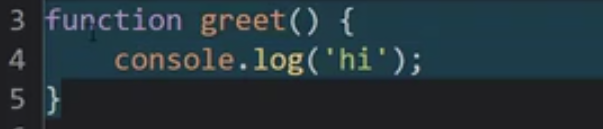 3 function greet() {
4     console.log('hi');
5 }